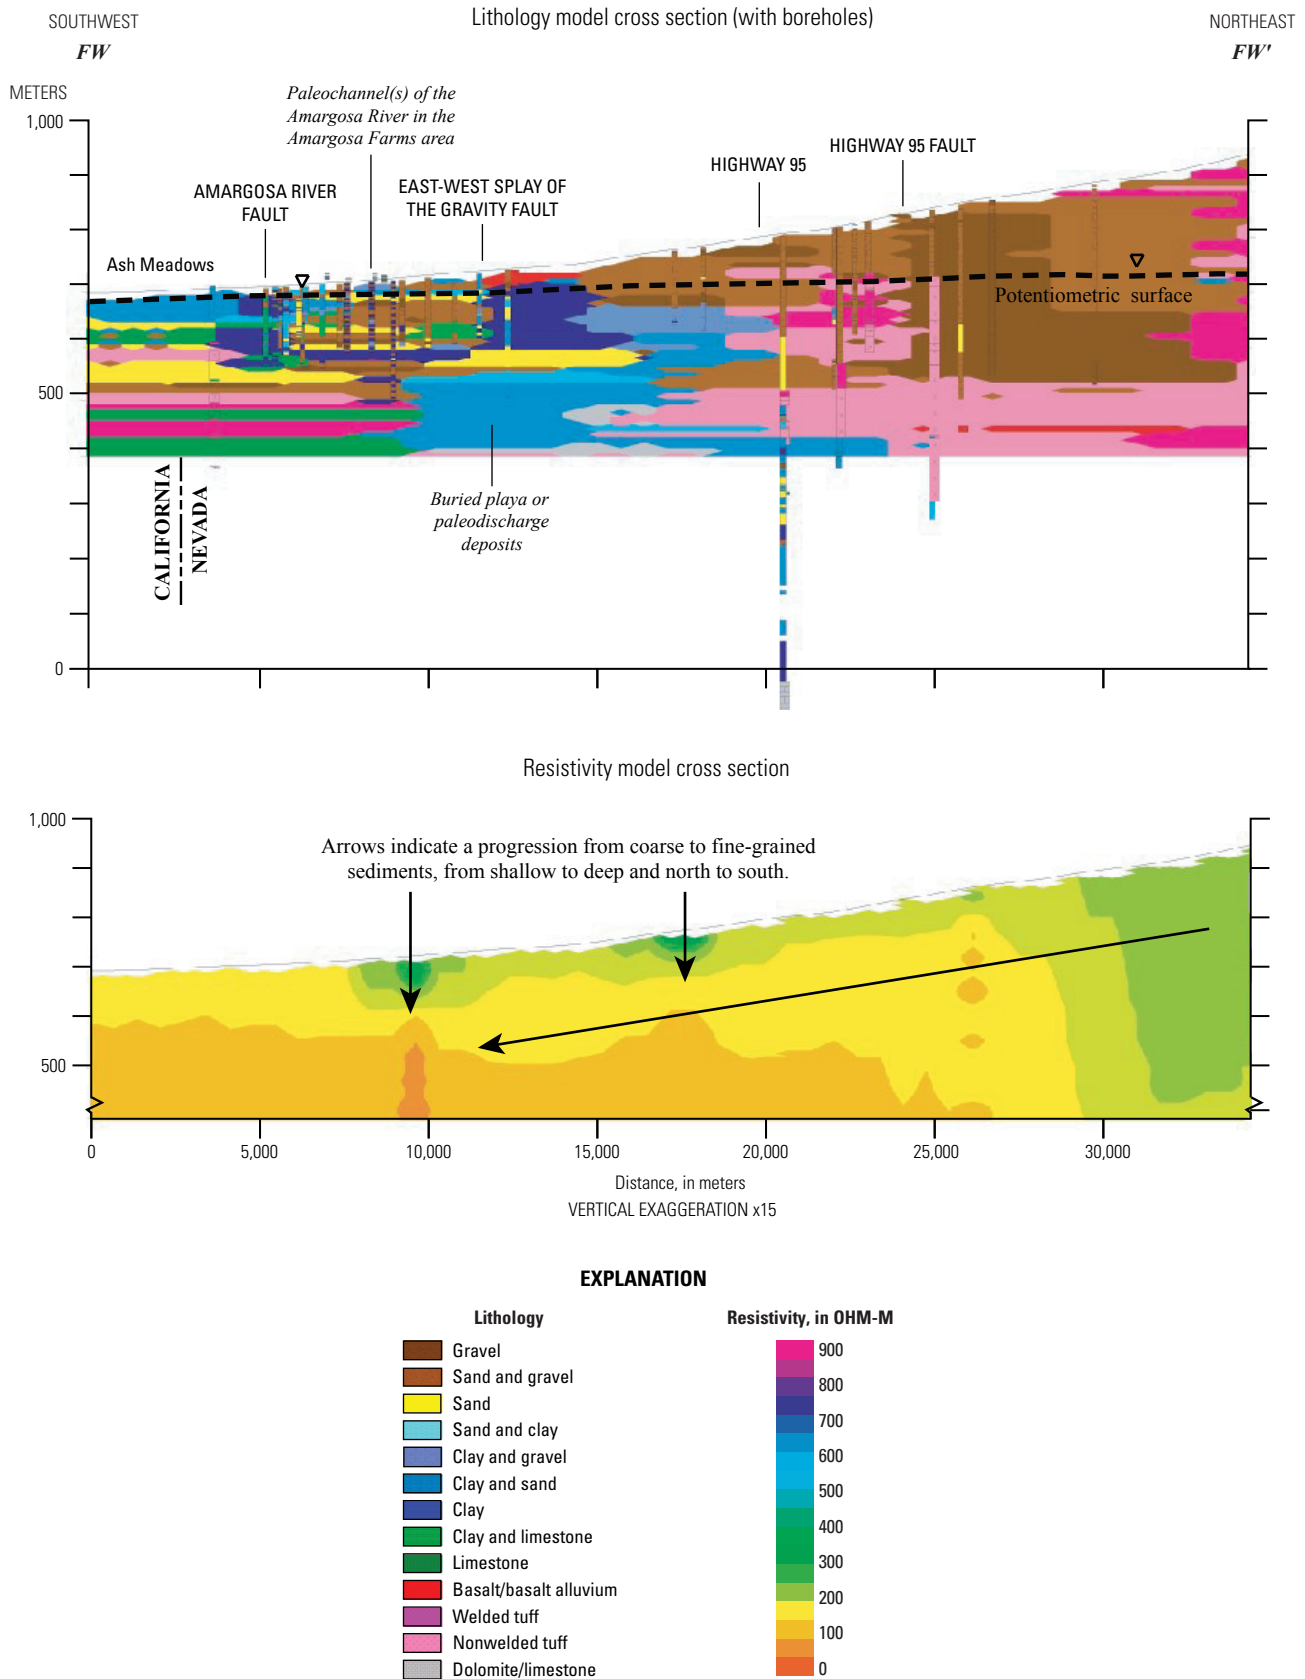 Lithology model cross section (with boreholes)
SOUTHWEST
NORTHEAST
FW
FW'
METERS
1,000
500
0
Paleochannel(s) of the
Amargosa River in the
Amargosa Farms area
AMARGOSA RIVER
FAULT
EAST-WEST SPLAY OF
THE GRAVITY FAULT
HIGHWAY 95
HIGHWAY 95 FAULT
Ash Meadows
Potentiometric surface
Buried playa or
paleodischarge
deposits
CALIFORNIA
NEVADA
Resistivity model cross section
1,000
500
Arrows indicate a progression from coarse to fine-grained
sediments, from shallow to deep and north to south.
0
5,000
10,000
15,000
20,000
25,000
30,000
Distance, in meters
VERTICAL EXAGGERATION x15
EXPLANATION
Lithology
Gravel
Sand and gravel
Sand
Sand and clay
Clay and gravel
Clay and sand
Clay
Clay and limestone
Limestone
Basalt/basalt alluvium
Welded tuff
Nonwelded tuff
Dolomite/limestone
Resistivity, in OHM-M
900
800
700
600
500
400
300
200
100
0